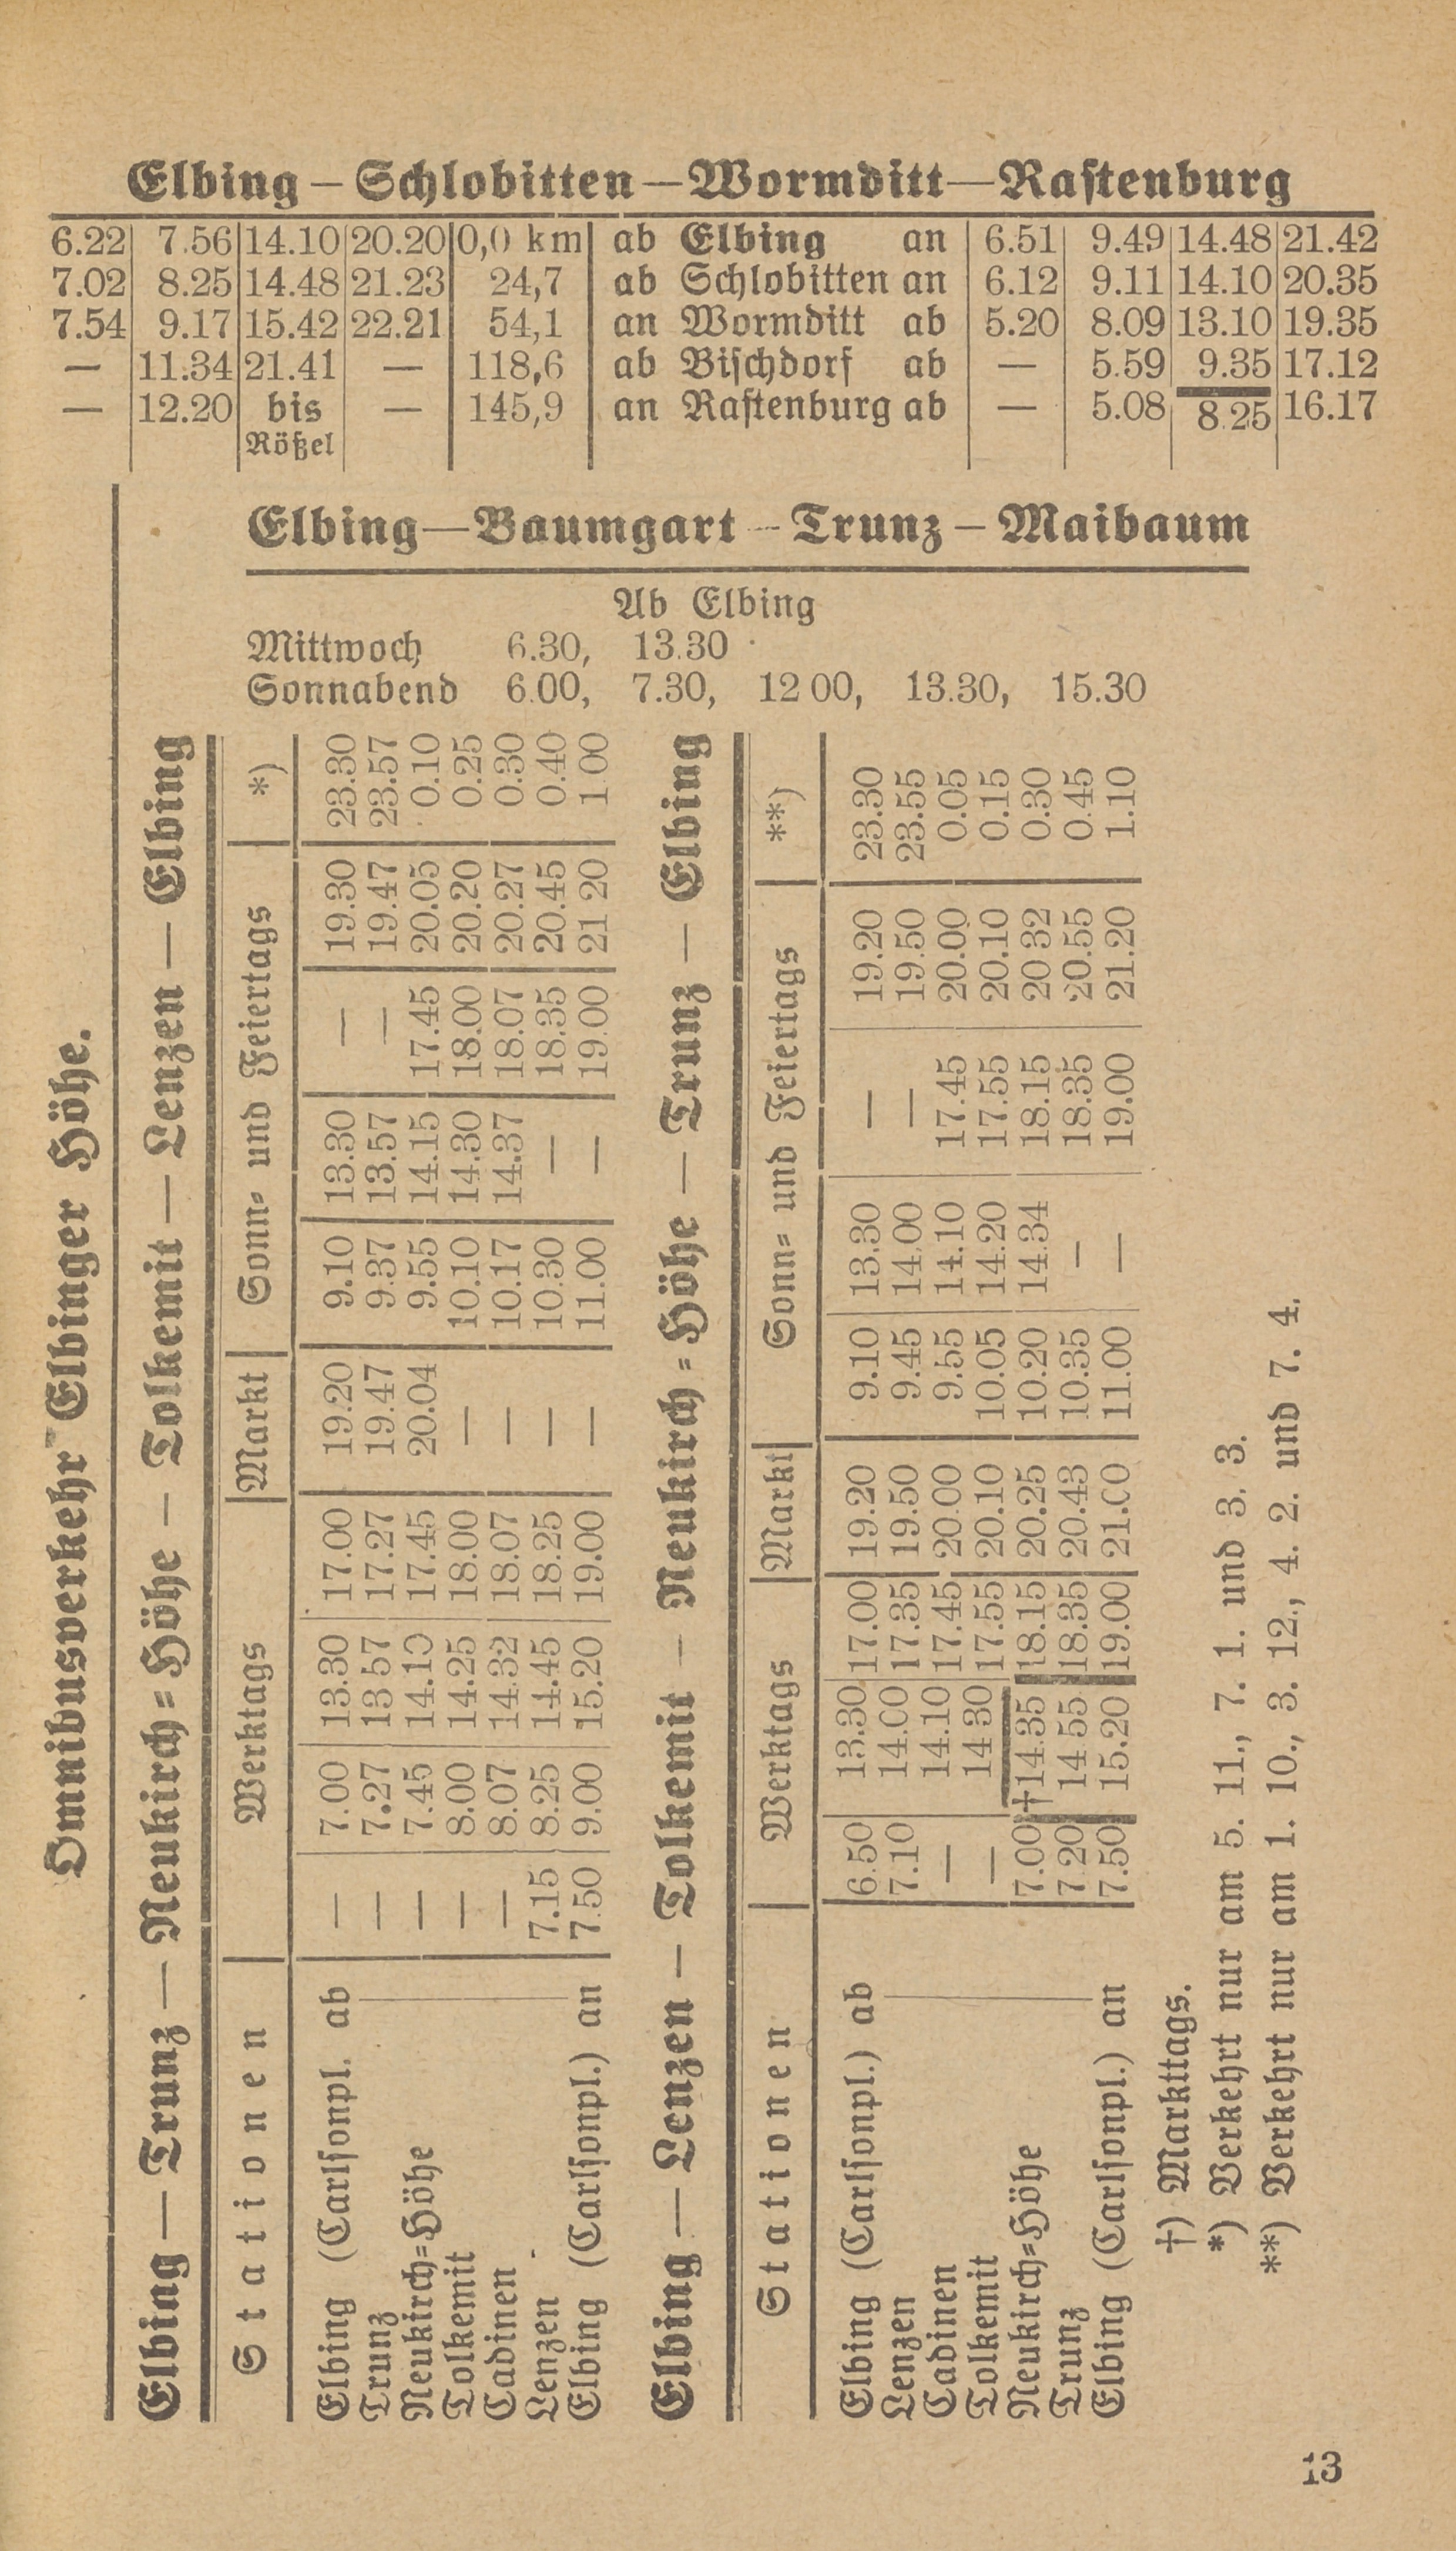 Elbing – Schlobitten – Wormditt – Rastenburg
6.22 7.56 14.10 20.20 0,0 km ab Elbing an 6.51 9.49 14.48 21.42
7.02 8.25 14.48 21.23 24,7 ab Schlobitten an 6.12 9.11 14.10 20.35
7.54 9.17 15.42 22.21 54,1 an Wormditt ab 5.20 8.09 13.10 19.35
— 11.34 21.41 — 118,6 ab Bischdorf ab — 5.59 9.35 17.12
— 12.20 bis — 145,9 an Rastenburg ab — 5.08 8.25 16.17
Rößel
Elbing—Baumgart – Trunz – Maibaum
Ab Elbing
Mittwoch 6.30, 13.30
Sonnabend 6.00, 7.30, 12 00, 13.30, 15.30
Omnibusverkehr Elbinger Höhe.
Elbing — Trunz — Neukirch=Höhe – Tolkemit — Lenzen — Elbing
Stationen Werktags Markt Sonn= und Feiertags *)
Elbing (Carlsonpl. ab — 7.00 13.30 17.00 19.20 9.10 13.30 — 19.30 23.30
Trunz — 7.27 13 57 17.27 19.47 9.37 13.57 — 19.47 23.57
Neukirch=Höhe — 7.45 14.10 17.45 20.04 9.55 14.15 17.45 20.05 0.10
Tolkemit — 8.00 14.25 18.00 — 10.10 14.30 18.00 20.20 0.25
Cadinen — 8.07 14.32 18.07 — 10.17 14.37 18.07 20.27 0.30
Lenzen 7.15 8.25 14.45 18.25 — 10.30 — 18.35 20.45 0.40
Elbing (Carlsonpl.) an 7.50 9.00 15.20 19.00 — 11.00 — 19.00 21 20 1.00
Elbing — Lenzen — Tolkemit — Neukirch=Höhe — Trunz — Elbing
Stationen Werktags Markt Sonn= und Feiertags **)
Elbing (Carlsonpl.) ab 6.50 13.30 17.00 19.20 9.10 13.30 — 19.20 23.30
Lenzen 7.10 14.00 17.35 19.50 9.45 14.00 — 19.50 23.55
Cadinen — 14.10 17.45 20.00 9.55 14.10 17.45 20.00 0.05
Tolkemit — 14 30 17.55 20.10 10.05 14.20 17.55 20.10 0.15
Neukirch=Höhe 7.00 †14.35 18.15 20.25 10.20 14.34 18.15 20 32 0.30
Trunz 7 20 14 55 18.35 20.43 10.35 — 18.35 20.55 0.45
Elbing (Carlsonpl.) an 7.50 15.20 19.00 21.00 11.00 — 19.00 21.20 1.10
†) Markttags.
*) Verkehrt nur am 5. 11., 7. 1. und 3. 3.
**) Verkehrt nur am 1. 10., 3. 12., 4. 2. und 7. 4.
13